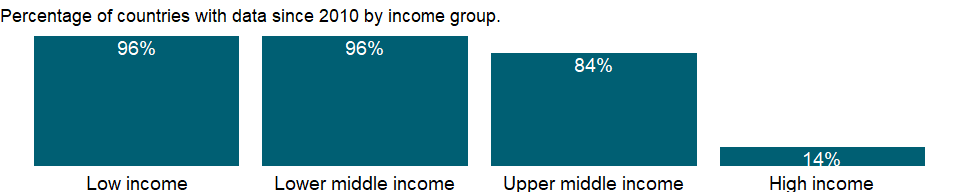 Percentage of countries with data since 2010 by income group.
96%
96%
84%
14%
Low income
Lower middle income
Upper middle income
High income